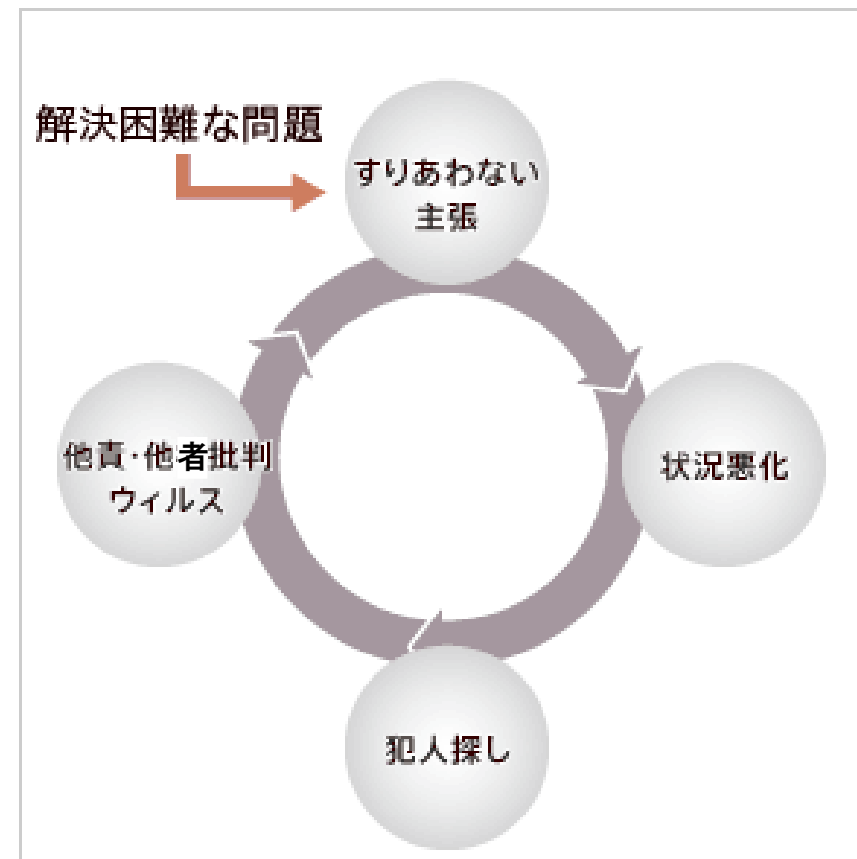 解決困難な問題
すりあわない
主張
状況悪化
犯人探し
他責・他者批判
ウィルス